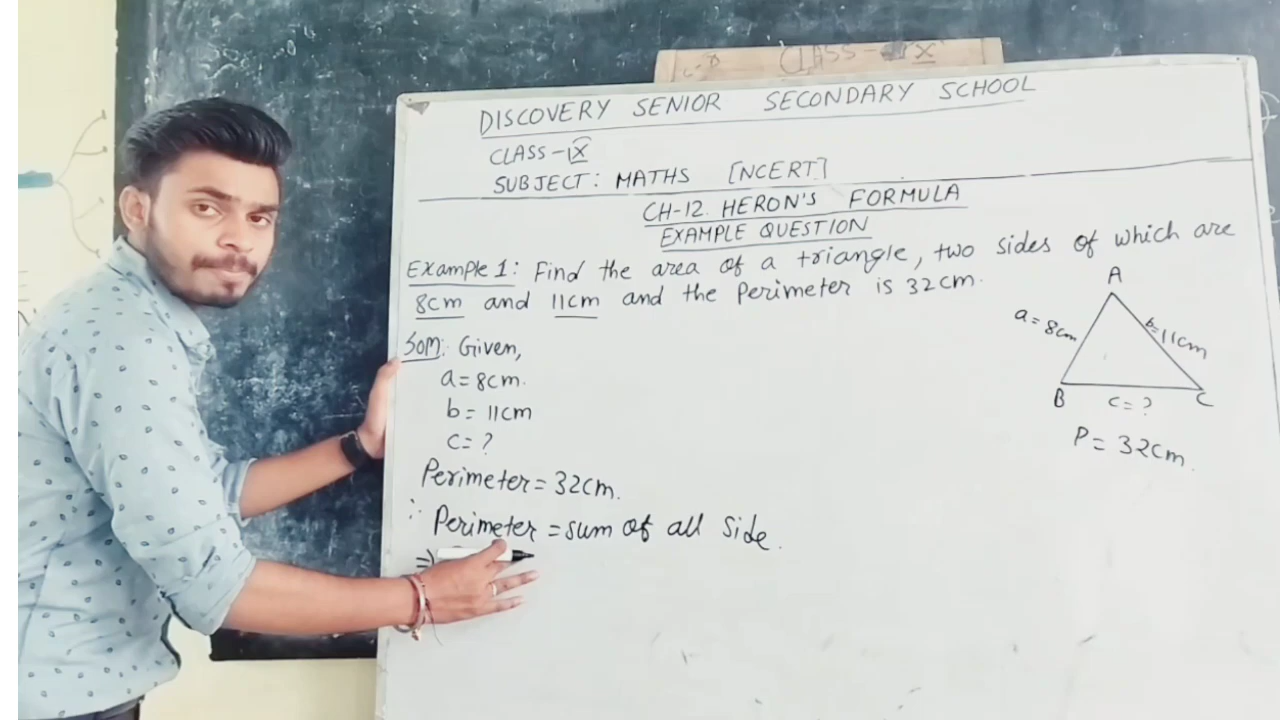 CLASS - IX
DISCOVERY SENIOR SECONDARY SCHOOL
CLASS - IX
SUBJECT: MATHS [NCERT]
CH-12. HERON'S FORMULA
EXAMPLE QUESTION
Example 1: Find the area of a triangle, two sides of which are
8cm and 11cm and the perimeter is 32cm.
Soln: Given,
a = 8cm.
b = 11cm
c = ?
Perimeter = 32cm.
∴ Perimeter = sum of all side.
⇒
A
a = 8cm
b = 11cm
B
C
c = ?
P = 32cm.